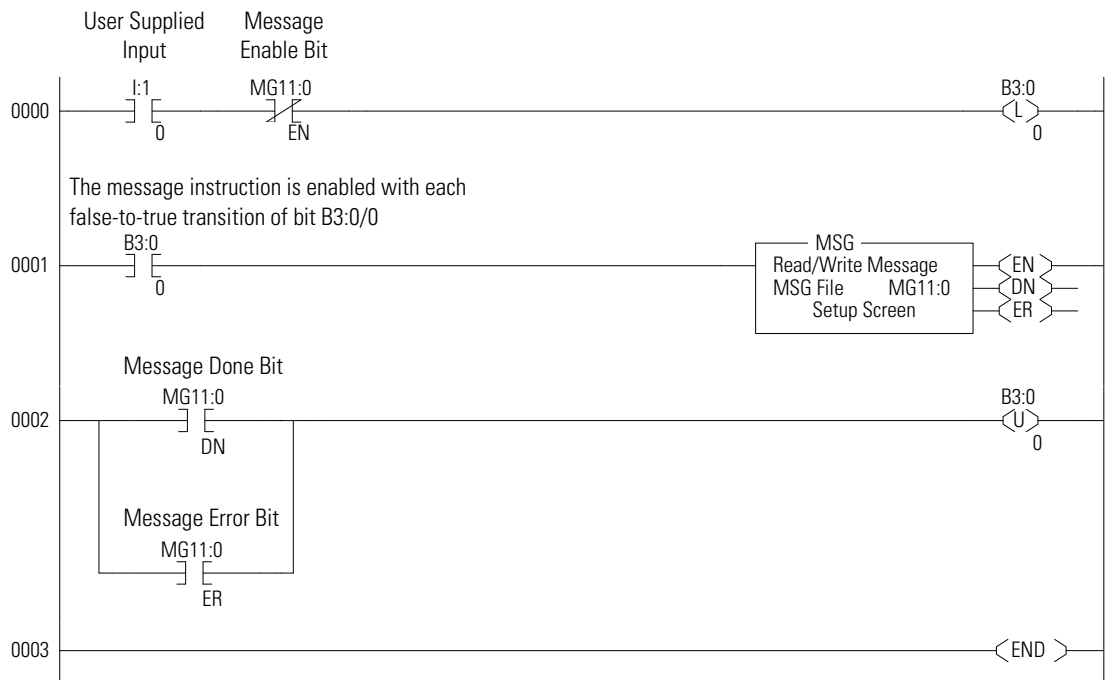 User Supplied Input
Message Enable Bit
I:1
MG11:0
B3:0
0000
L
0
EN
0
The message instruction is enabled with each
false-to-true transition of bit B3:0/0
B3:0
0001
0
MSG
Read/Write Message
MSG File MG11:0
Setup Screen
EN
DN
ER
Message Done Bit
MG11:0
B3:0
0002
U
DN
0
Message Error Bit
MG11:0
ER
0003
END